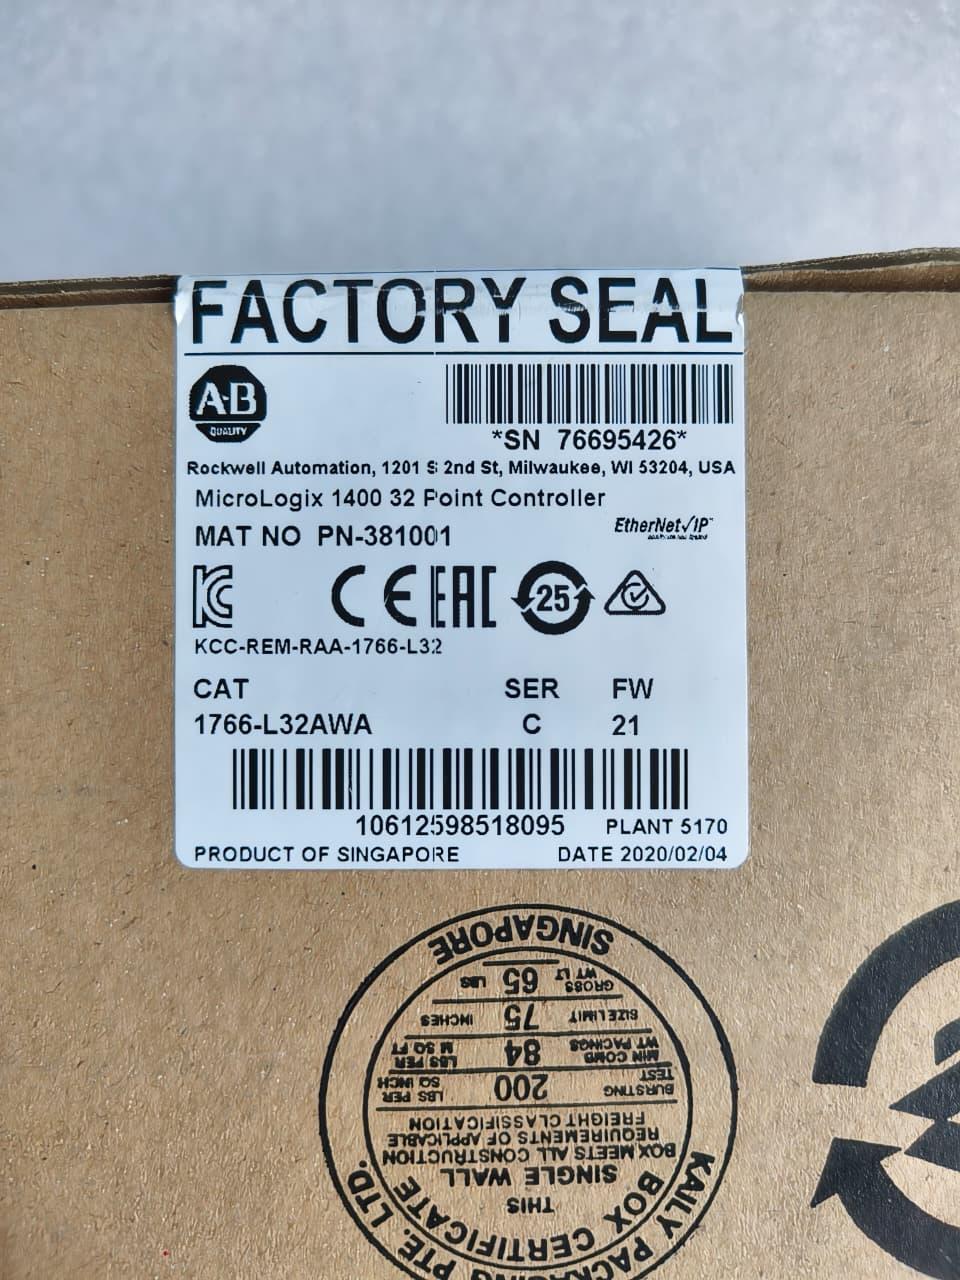 FACTORY SEAL
A·B
QUALITY
*SN 76695426*
Rockwell Automation, 1201 S 2nd St, Milwaukee, WI 53204, USA
MicroLogix 1400 32 Point Controller
MAT NO PN-381001
EtherNet/IP™
KC CE EAC 25
KCC-REM-RAA-1766-L32
CAT SER FW
1766-L32AWA C 21
10612598518095 PLANT 5170
PRODUCT OF SINGAPORE DATE 2020/02/04
KAILY PACKING PTE. LTD.
BOX CERTIFICATE
THIS
SINGLE WALL
BOX MEETS ALL CONSTRUCTION
REQUIREMENTS OF APPLICABLE
FREIGHT CLASSIFICATION
BURSTING TEST 200 LBS PER SQ INCH
MIN COMB WT FACINGS 84 LBS PER M SQ FT
SIZE LIMIT 75 INCHES
GROSS WT LT 65 LBS
SINGAPORE